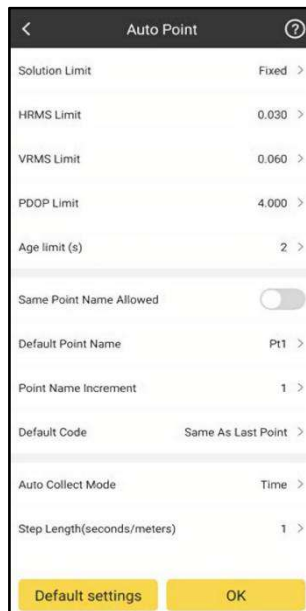 Auto Point
Solution Limit Fixed
HRMS Limit 0.030
VRMS Limit 0.060
PDOP Limit 4.000
Age limit (s) 2
Same Point Name Allowed
Default Point Name Pt1
Point Name Increment 1
Default Code Same As Last Point
Auto Collect Mode Time
Step Length(seconds/meters) 1
Default settings OK